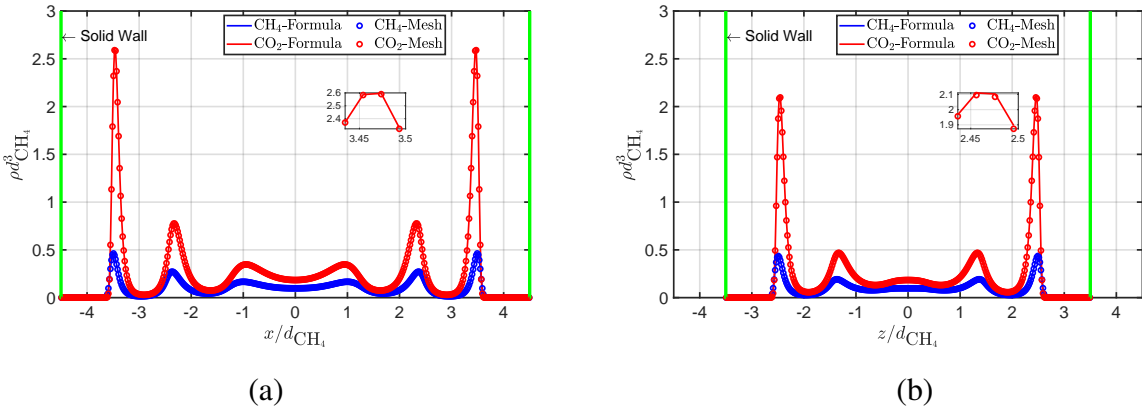 CH₄-Formula CH₄-Mesh
CO₂-Formula CO₂-Mesh
← Solid Wall
3
2.5
2
1.5
1
0.5
0
ρd³CH₄
2.6
2.5
2.4
3.45 3.5
-4 -3 -2 -1 0 1 2 3 4
x/dCH₄
(a)
CH₄-Formula CH₄-Mesh
CO₂-Formula CO₂-Mesh
← Solid Wall
3
2.5
2
1.5
1
0.5
0
ρd³CH₄
2.1
2
1.9
2.45 2.5
-4 -3 -2 -1 0 1 2 3 4
z/dCH₄
(b)